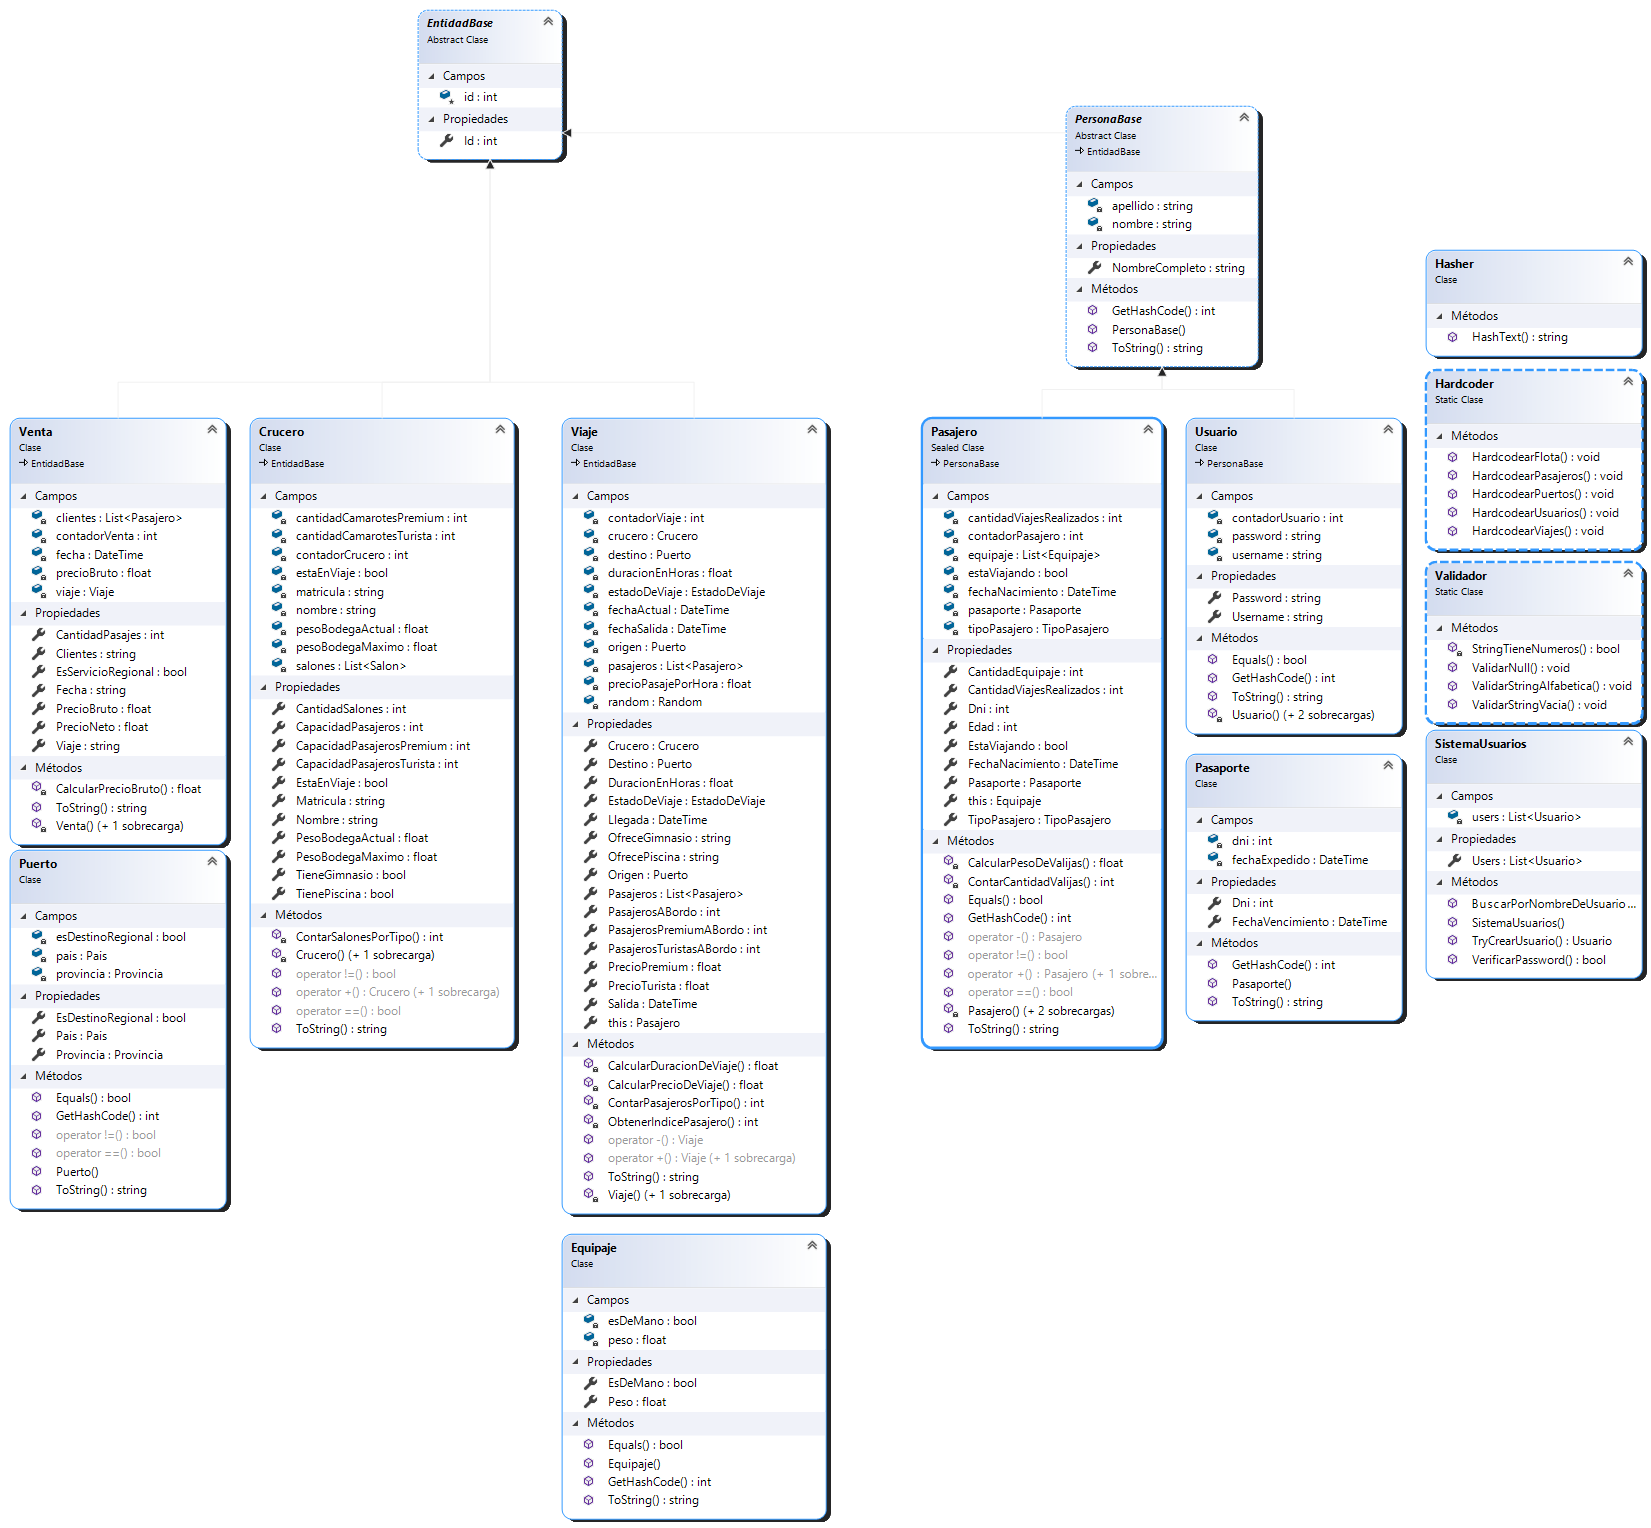 EntidadBase
Abstract Clase
Campos
id : int
Propiedades
Id : int
PersonaBase
Abstract Clase
EntidadBase
Campos
apellido : string
nombre : string
Propiedades
NombreCompleto : string
Métodos
GetHashCode() : int
PersonaBase()
ToString() : string
Hasher
Clase
Métodos
HashText() : string
Hardcoder
Static Clase
Métodos
HardcodearFlota() : void
HardcodearPasajeros() : void
HardcodearPuertos() : void
HardcodearUsuarios() : void
HardcodearViajes() : void
Validador
Static Clase
Métodos
StringTieneNumeros() : bool
ValidarNull() : void
ValidarStringAlfabetica() : void
ValidarStringVacia() : void
SistemaUsuarios
Clase
Campos
users : List<Usuario>
Propiedades
Users : List<Usuario>
Métodos
BuscarPorNombreDeUsuario ...
SistemaUsuarios()
TryCrearUsuario() : Usuario
VerificarPassword() : bool
Venta
Clase
EntidadBase
Campos
clientes : List<Pasajero>
contadorVenta : int
fecha : DateTime
precioBruto : float
viaje : Viaje
Propiedades
CantidadPasajes : int
Clientes : string
EsServicioRegional : bool
Fecha : string
PrecioBruto : float
PrecioNeto : float
Viaje : string
Métodos
CalcularPrecioBruto() : float
ToString() : string
Venta() (+ 1 sobrecarga)
Puerto
Clase
Campos
esDestinoRegional : bool
pais : Pais
provincia : Provincia
Propiedades
EsDestinoRegional : bool
Pais : Pais
Provincia : Provincia
Métodos
Equals() : bool
GetHashCode() : int
operator !=() : bool
operator ==() : bool
Puerto()
ToString() : string
Crucero
Clase
EntidadBase
Campos
cantidadCamarotesPremium : int
cantidadCamarotesTurista : int
contadorCrucero : int
estaEnViaje : bool
matricula : string
nombre : string
pesoBodegaActual : float
pesoBodegaMaximo : float
salones : List<Salon>
Propiedades
CantidadSalones : int
CapacidadPasajeros : int
CapacidadPasajerosPremium : int
CapacidadPasajerosTurista : int
EstaEnViaje : bool
Matricula : string
Nombre : string
PesoBodegaActual : float
PesoBodegaMaximo : float
TieneGimnasio : bool
TienePiscina : bool
Métodos
ContarSalonesPorTipo() : int
Crucero() (+ 1 sobrecarga)
operator !=() : bool
operator +() : Crucero (+ 1 sobrecarga)
operator ==() : bool
ToString() : string
Viaje
Clase
EntidadBase
Campos
contadorViaje : int
crucero : Crucero
destino : Puerto
duracionEnHoras : float
estadoDeViaje : EstadoDeViaje
fechaActual : DateTime
fechaSalida : DateTime
origen : Puerto
pasajeros : List<Pasajero>
precioPasajePorHora : float
random : Random
Propiedades
Crucero : Crucero
Destino : Puerto
DuracionEnHoras : float
EstadoDeViaje : EstadoDeViaje
Llegada : DateTime
OfreceGimnasio : string
OfrecePiscina : string
Origen : Puerto
Pasajeros : List<Pasajero>
PasajerosABordo : int
PasajerosPremiumABordo : int
PasajerosTuristasABordo : int
PrecioPremium : float
PrecioTurista : float
Salida : DateTime
this : Pasajero
Métodos
CalcularDuracionDeViaje() : float
CalcularPrecioDeViaje() : float
ContarPasajerosPorTipo() : int
ObtenerIndicePasajero() : int
operator -() : Viaje
operator +() : Viaje (+ 1 sobrecarga)
ToString() : string
Viaje() (+ 1 sobrecarga)
Equipaje
Clase
Campos
esDeMano : bool
peso : float
Propiedades
EsDeMano : bool
Peso : float
Métodos
Equals() : bool
Equipaje()
GetHashCode() : int
ToString() : string
Pasajero
Sealed Clase
PersonaBase
Campos
cantidadViajesRealizados : int
contadorPasajero : int
equipaje : List<Equipaje>
estaViajando : bool
fechaNacimiento : DateTime
pasaporte : Pasaporte
tipoPasajero : TipoPasajero
Propiedades
CantidadEquipaje : int
CantidadViajesRealizados : int
Dni : int
Edad : int
EstaViajando : bool
FechaNacimiento : DateTime
Pasaporte : Pasaporte
this : Equipaje
TipoPasajero : TipoPasajero
Métodos
CalcularPesoDeValijas() : float
ContarCantidadValijas() : int
Equals() : bool
GetHashCode() : int
operator -() : Pasajero
operator !=() : bool
operator +() : Pasajero (+ 1 sobre...
operator ==() : bool
Pasajero() (+ 2 sobrecargas)
ToString() : string
Usuario
Clase
PersonaBase
Campos
contadorUsuario : int
password : string
username : string
Propiedades
Password : string
Username : string
Métodos
Equals() : bool
GetHashCode() : int
ToString() : string
Usuario() (+ 2 sobrecargas)
Pasaporte
Clase
Campos
dni : int
fechaExpedido : DateTime
Propiedades
Dni : int
FechaVencimiento : DateTime
Métodos
GetHashCode() : int
Pasaporte()
ToString() : string